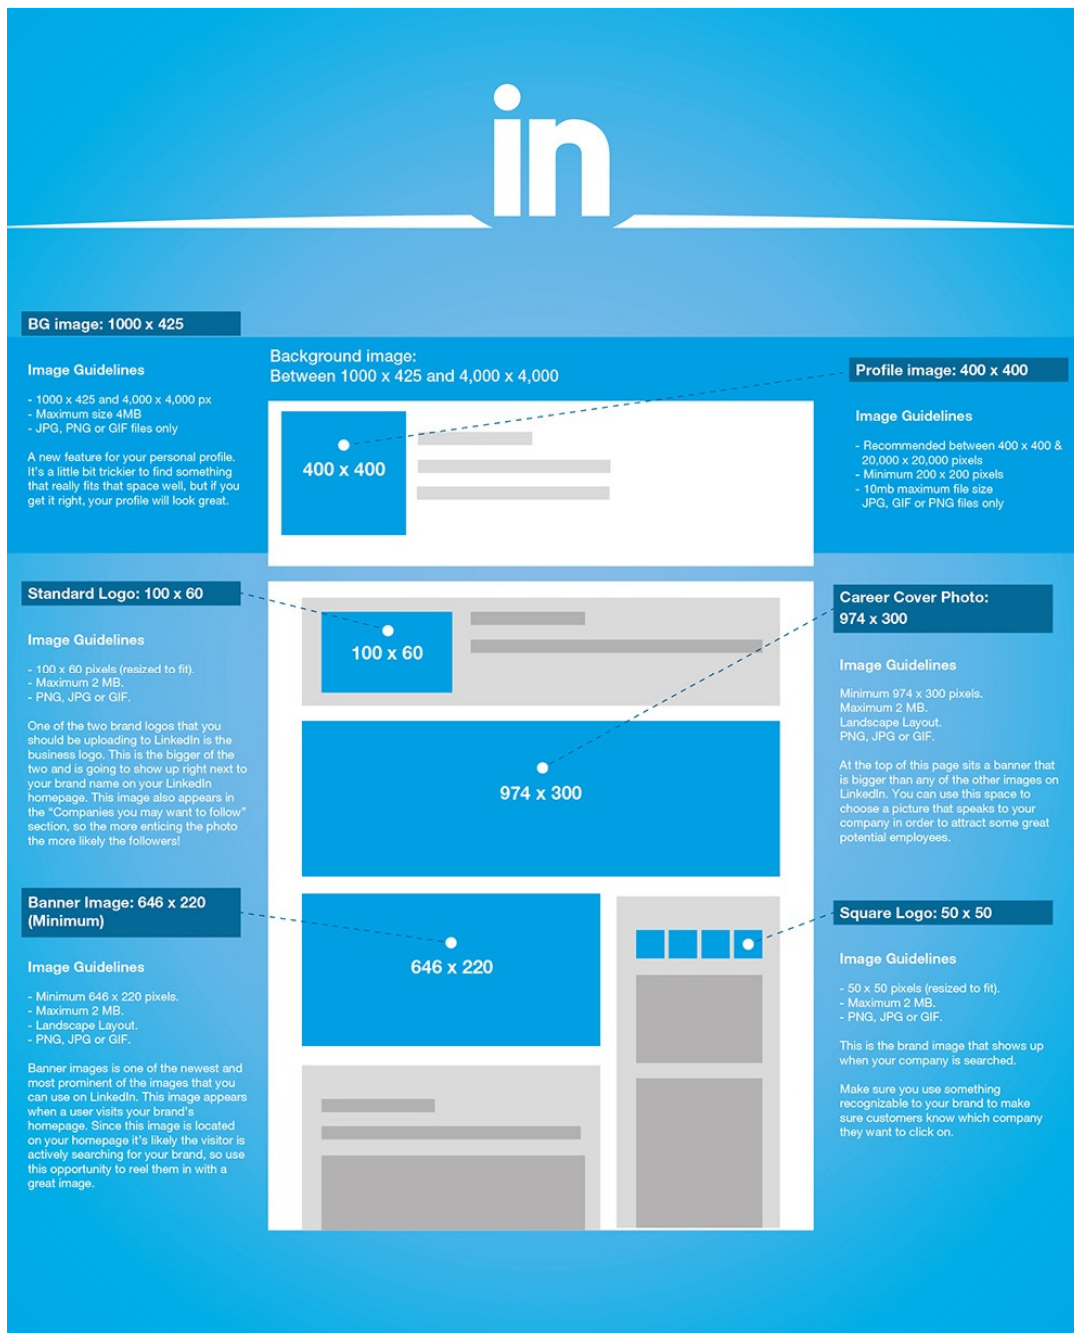 in
BG image: 1000 x 425
Image Guidelines
- 1000 x 425 and 4,000 x 4,000 px
- Maximum size 4MB
- JPG, PNG or GIF files only
A new feature for your personal profile.
It's a little bit trickier to find something
that really fits that space well, but if you
get it right, your profile will look great.
Background image:
Between 1000 x 425 and 4,000 x 4,000
400 x 400
Profile image: 400 x 400
Image Guidelines
- Recommended between 400 x 400 &
20,000 x 20,000 pixels
- Minimum 200 x 200 pixels
- 10mb maximum file size
JPG, GIF or PNG files only
Standard Logo: 100 x 60
Image Guidelines
- 100 x 60 pixels (resized to fit).
- Maximum 2 MB.
- PNG, JPG or GIF.
One of the two brand logos that you
should be uploading to LinkedIn is the
business logo. This is the bigger of the
two and is going to show up right next to
your brand name on your LinkedIn
homepage. This image also appears in
the “Companies you may want to follow”
section, so the more enticing the photo
the more likely the followers!
100 x 60
974 x 300
Career Cover Photo:
974 x 300
Image Guidelines
Minimum 974 x 300 pixels.
Maximum 2 MB.
Landscape Layout.
PNG, JPG or GIF.
At the top of this page sits a banner that
is bigger than any of the other images on
LinkedIn. You can use this space to
choose a picture that speaks to your
company in order to attract some great
potential employees.
Banner Image: 646 x 220
(Minimum)
Image Guidelines
- Minimum 646 x 220 pixels.
- Maximum 2 MB.
- Landscape Layout.
- PNG, JPG or GIF.
Banner images is one of the newest and
most prominent of the images that you
can use on LinkedIn. This image appears
when a user visits your brand's
homepage. Since this image is located
on your homepage it's likely the visitor is
actively searching for your brand, so use
this opportunity to reel them in with a
great image.
646 x 220
Square Logo: 50 x 50
Image Guidelines
- 50 x 50 pixels (resized to fit).
- Maximum 2 MB.
- PNG, JPG or GIF.
This is the brand image that shows up
when your company is searched.
Make sure you use something
recognizable to your brand to make
sure customers know which company
they want to click on.